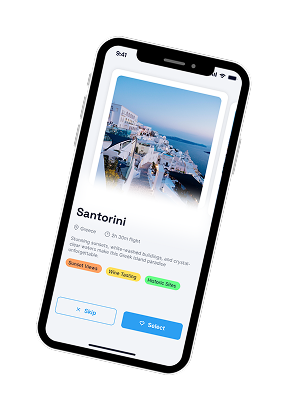 9:41
Santorini
Greece 2h 30m flight
Stunning sunsets, white-washed buildings, and crystal-
clear waters make this Greek island paradise
unforgettable.
Sunset Views Wine Tasting Historic Sites
Skip Select